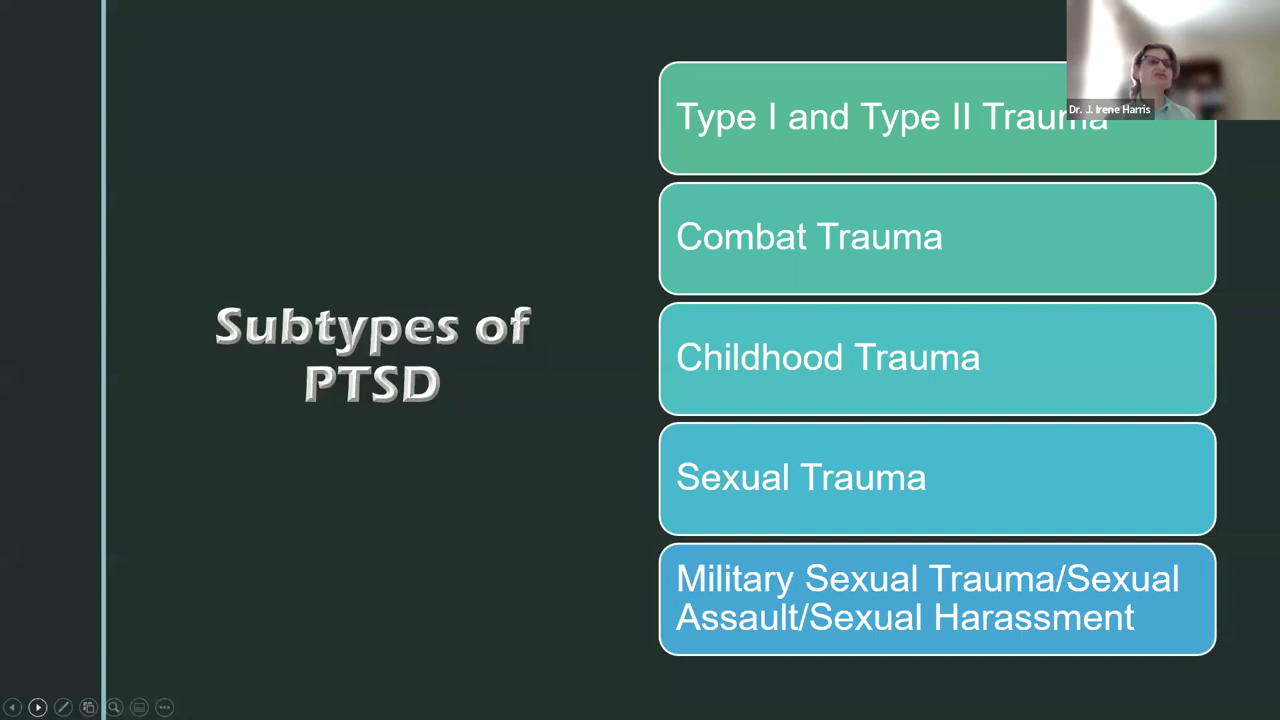 Subtypes of
PTSD
Type I and Type II Trauma
Combat Trauma
Childhood Trauma
Sexual Trauma
Military Sexual Trauma/Sexual
Assault/Sexual Harassment
Dr. J. Irene Harris